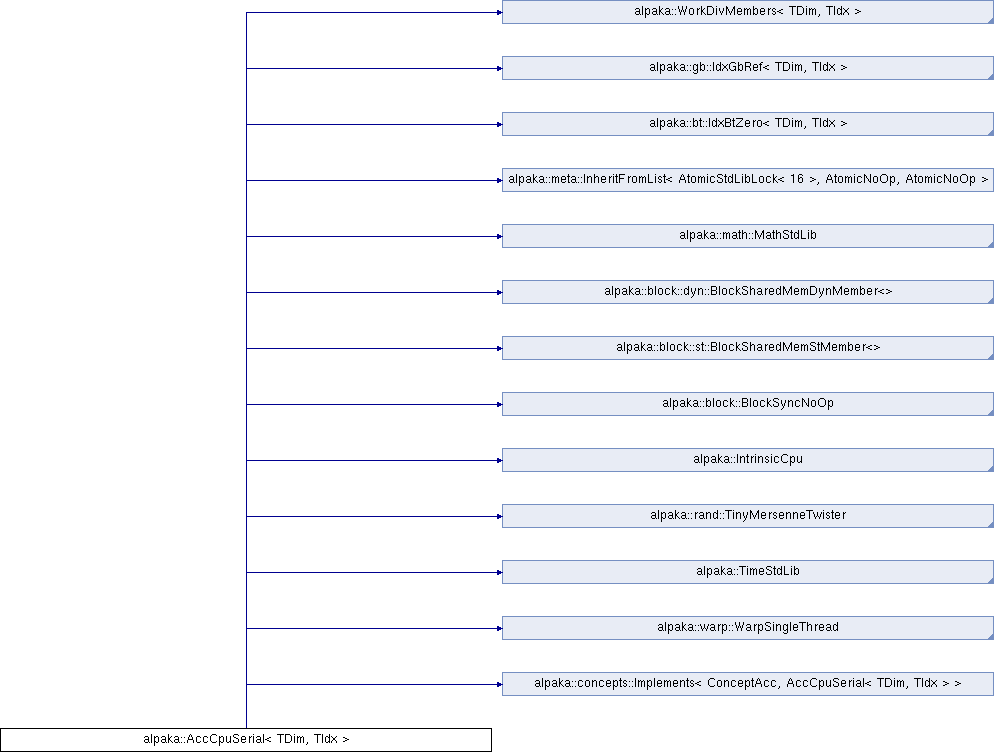 alpaka::WorkDivMembers< TDim, TIdx >
alpaka::gb::IdxGbRef< TDim, TIdx >
alpaka::bt::IdxBtZero< TDim, TIdx >
alpaka::meta::InheritFromList< AtomicStdLibLock< 16 >, AtomicNoOp, AtomicNoOp >
alpaka::math::MathStdLib
alpaka::block::dyn::BlockSharedMemDynMember<>
alpaka::block::st::BlockSharedMemStMember<>
alpaka::block::BlockSyncNoOp
alpaka::IntrinsicCpu
alpaka::rand::TinyMersenneTwister
alpaka::TimeStdLib
alpaka::warp::WarpSingleThread
alpaka::concepts::Implements< ConceptAcc, AccCpuSerial< TDim, TIdx > >
alpaka::AccCpuSerial< TDim, TIdx >